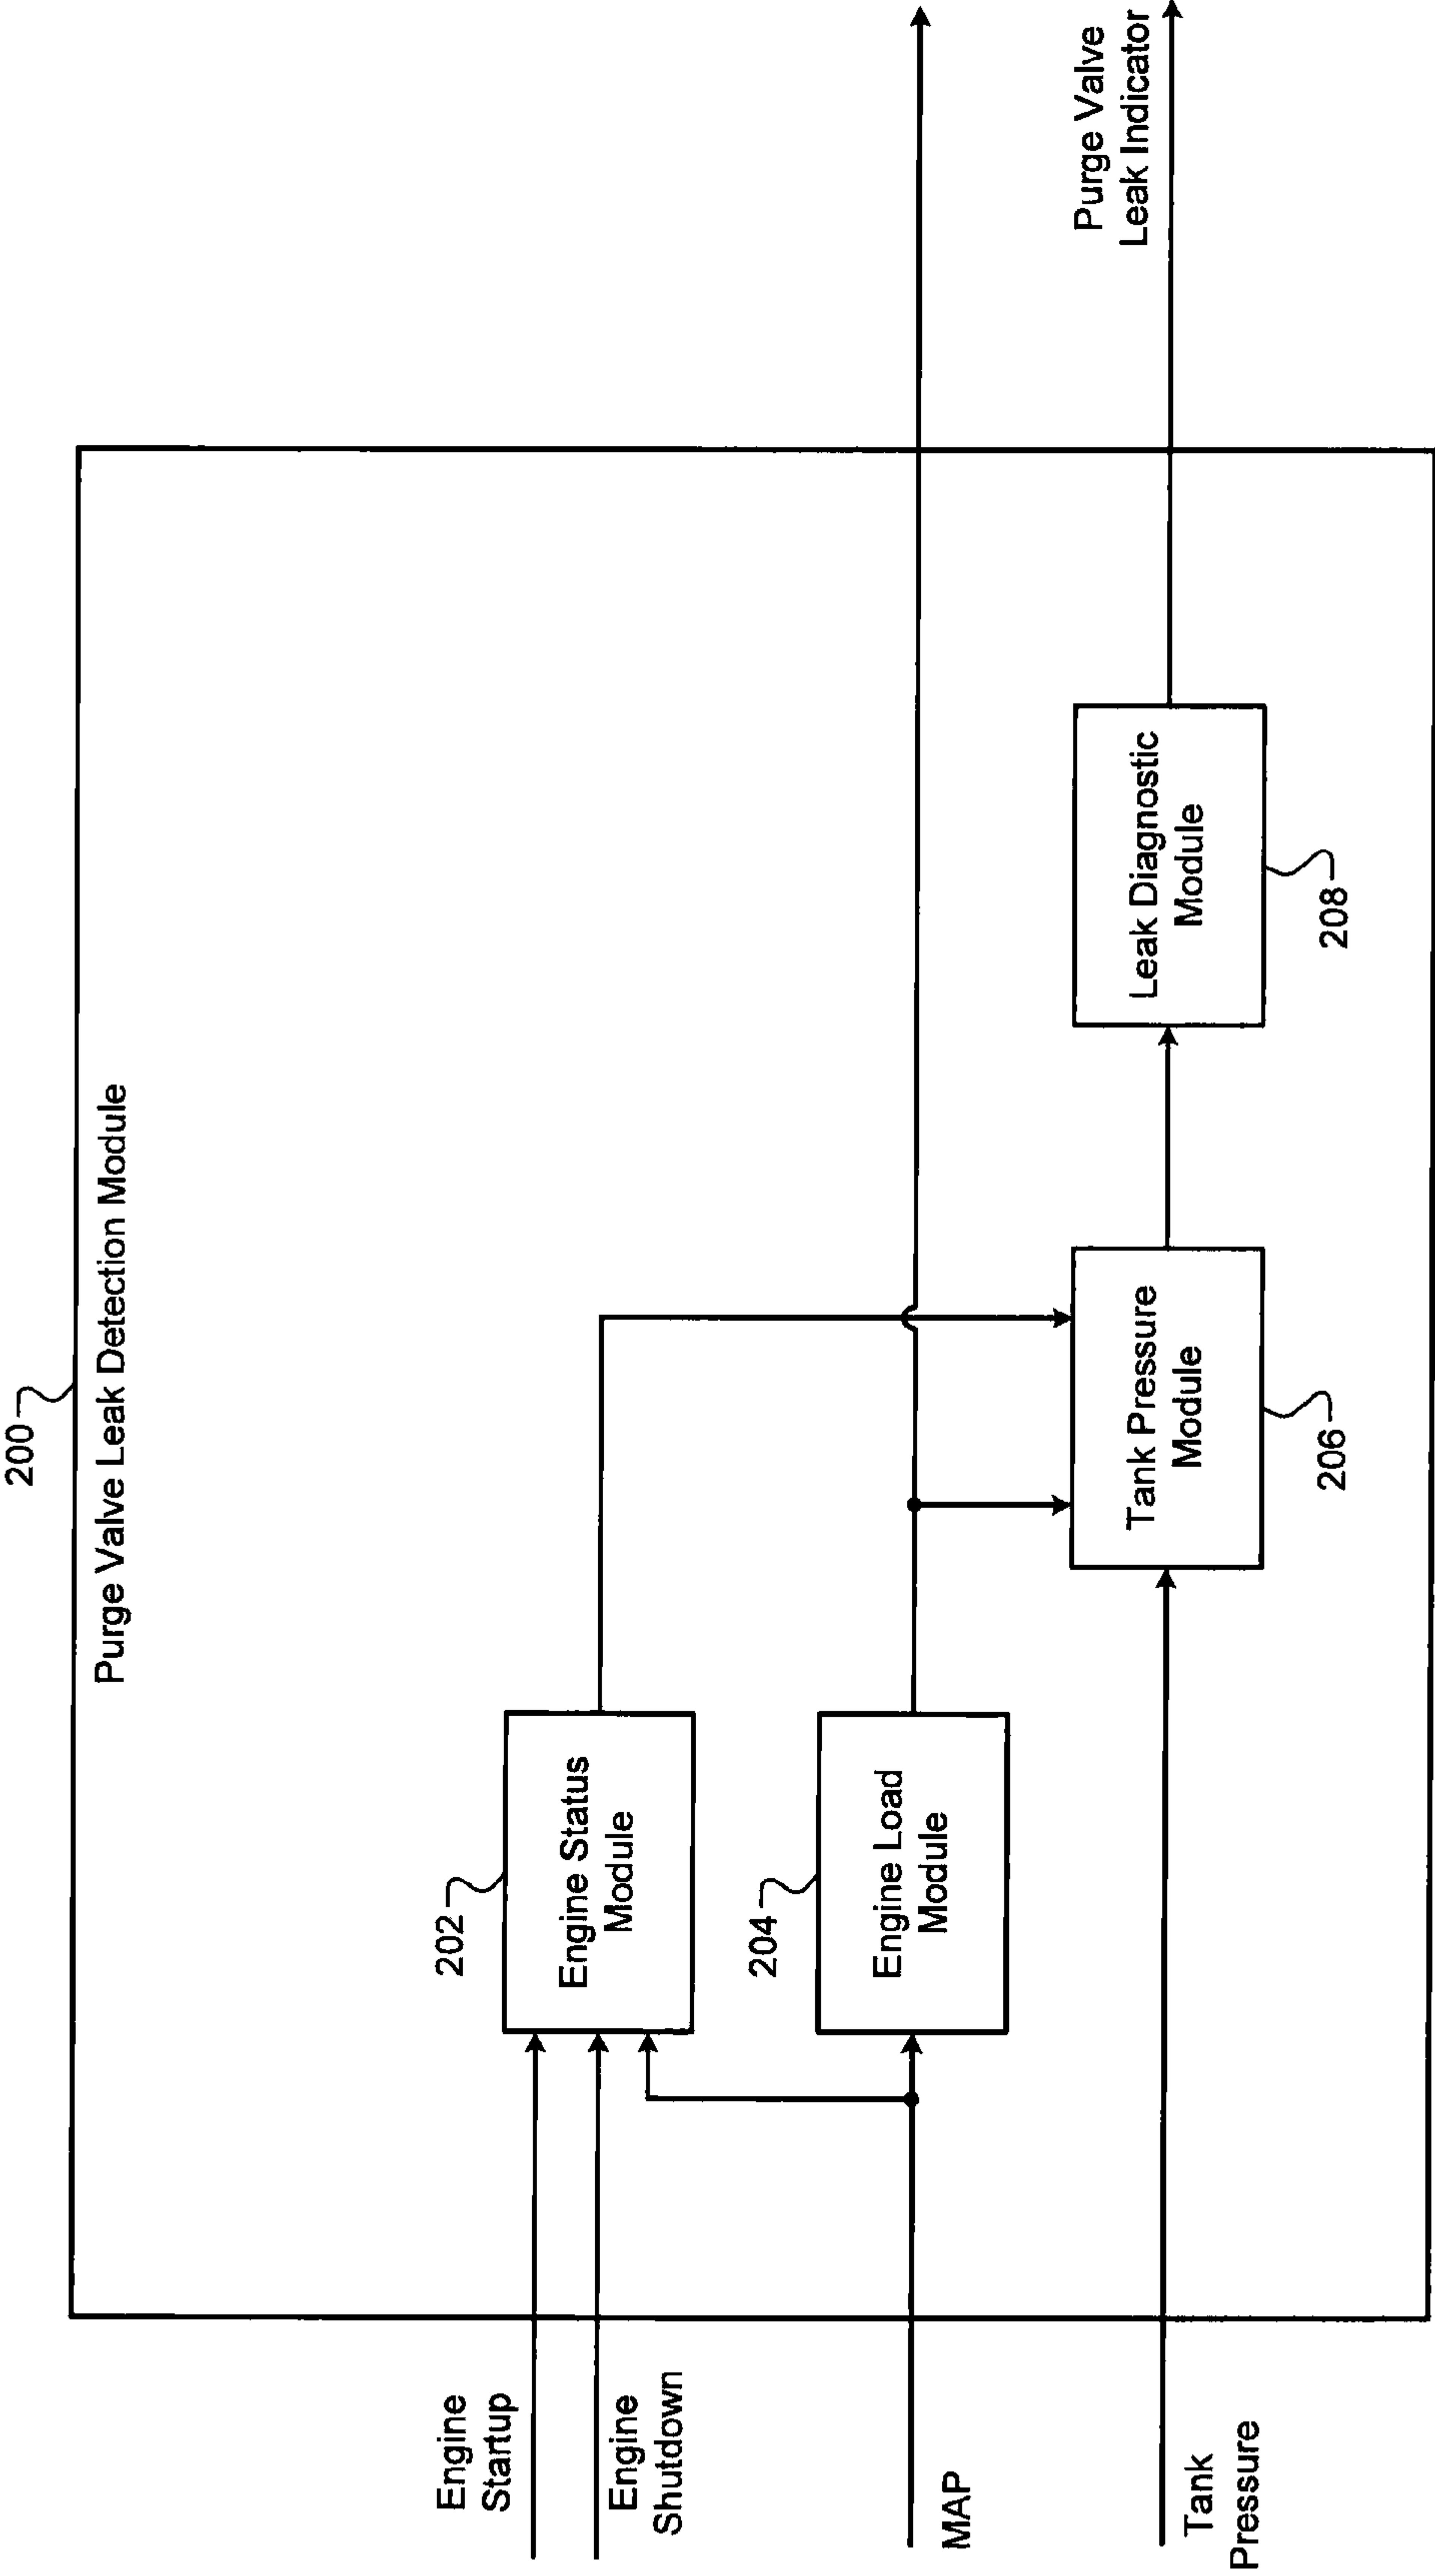 200
Purge Valve Leak Detection Module
Engine
Startup
Engine
Shutdown
202
Engine Status
Module
MAP
204
Engine Load
Module
Tank
Pressure
Tank Pressure
Module
206
Leak Diagnostic
Module
208
Purge Valve
Leak Indicator